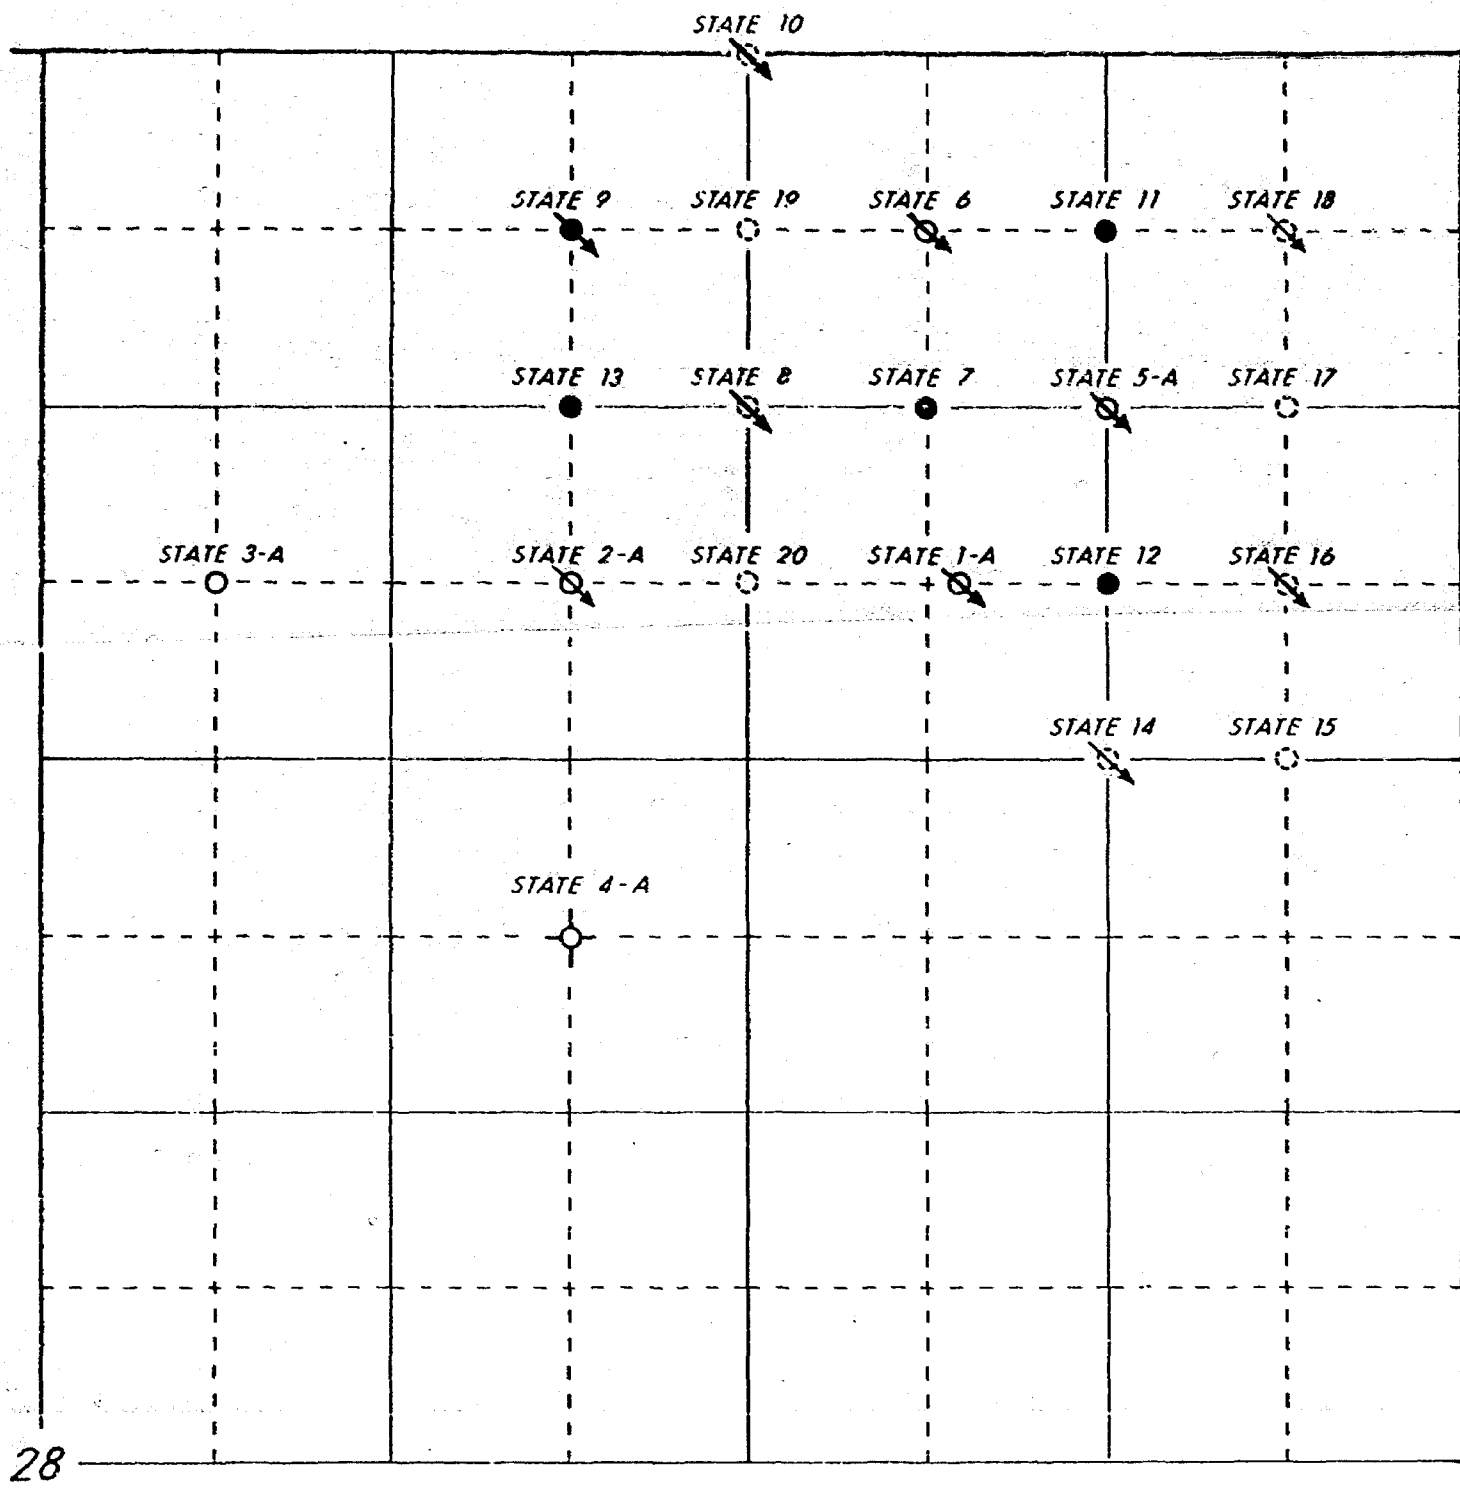 STATE 10
STATE 9 STATE 19 STATE 6 STATE 11 STATE 18
STATE 13 STATE 8 STATE 7 STATE 5-A STATE 17
STATE 3-A STATE 2-A STATE 20 STATE 1-A STATE 12 STATE 16
STATE 14 STATE 15
STATE 4-A
28